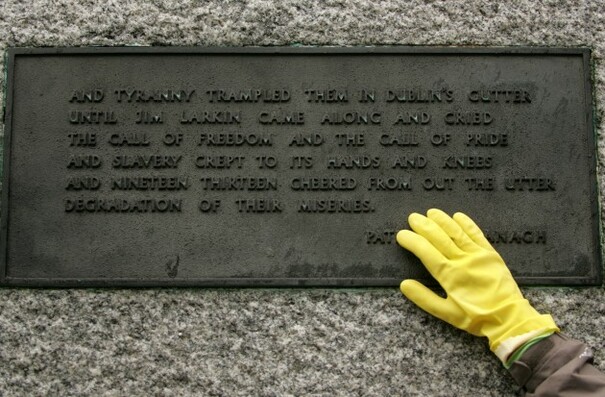 AND TYRANNY TRAMPLED THEM IN DUBLIN'S GUTTER
UNTIL JIM LARKIN CAME ALONG AND CRIED
THE CALL OF FREEDOM AND THE CALL OF PRIDE
AND SLAVERY CREPT TO ITS HANDS AND KNEES
AND NINETEEN THIRTEEN CHEERED FROM OUT THE UTTER
DEGRADATION OF THEIR MISERIES.